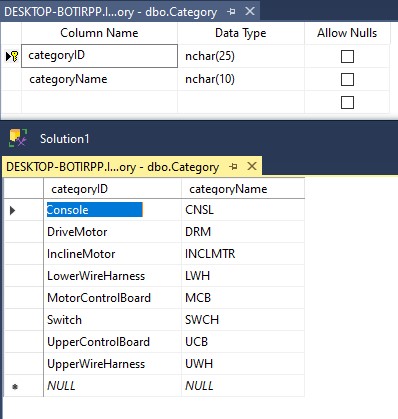 DESKTOP-BOTIRPP.I...ory - dbo.Category
Column Name Data Type Allow Nulls
categoryID nchar(25)
categoryName nchar(10)
Solution1
DESKTOP-BOTIRPP.I...ory - dbo.Category
categoryID categoryName
Console CNSL
DriveMotor DRM
InclineMotor INCLMTR
LowerWireHarness LWH
MotorControlBoard MCB
Switch SWCH
UpperControlBoard UCB
UpperWireHarness UWH
NULL NULL